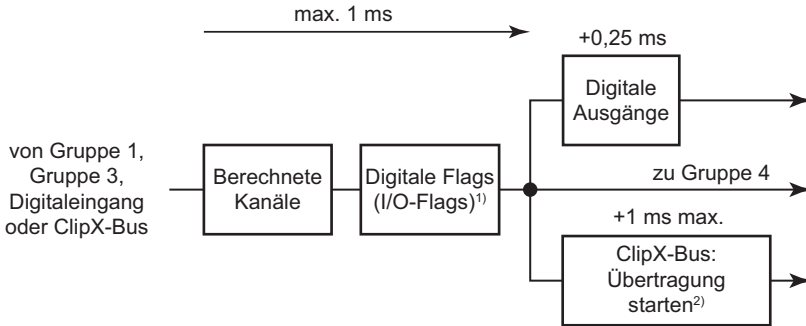 max. 1 ms
+0,25 ms
Digitale
Ausgänge
von Gruppe 1,
Gruppe 3,
Digitaleingang
oder ClipX-Bus
Berechnete
Kanäle
Digitale Flags
(I/O-Flags)1)
zu Gruppe 4
+1 ms max.
ClipX-Bus:
Übertragung
starten2)